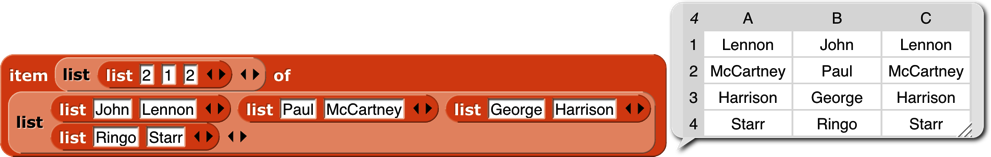 item list list 2 1 2 of
list list John Lennon list Paul McCartney list George Harrison
list Ringo Starr
4 A B C
1 Lennon John Lennon
2 McCartney Paul McCartney
3 Harrison George Harrison
4 Starr Ringo Starr